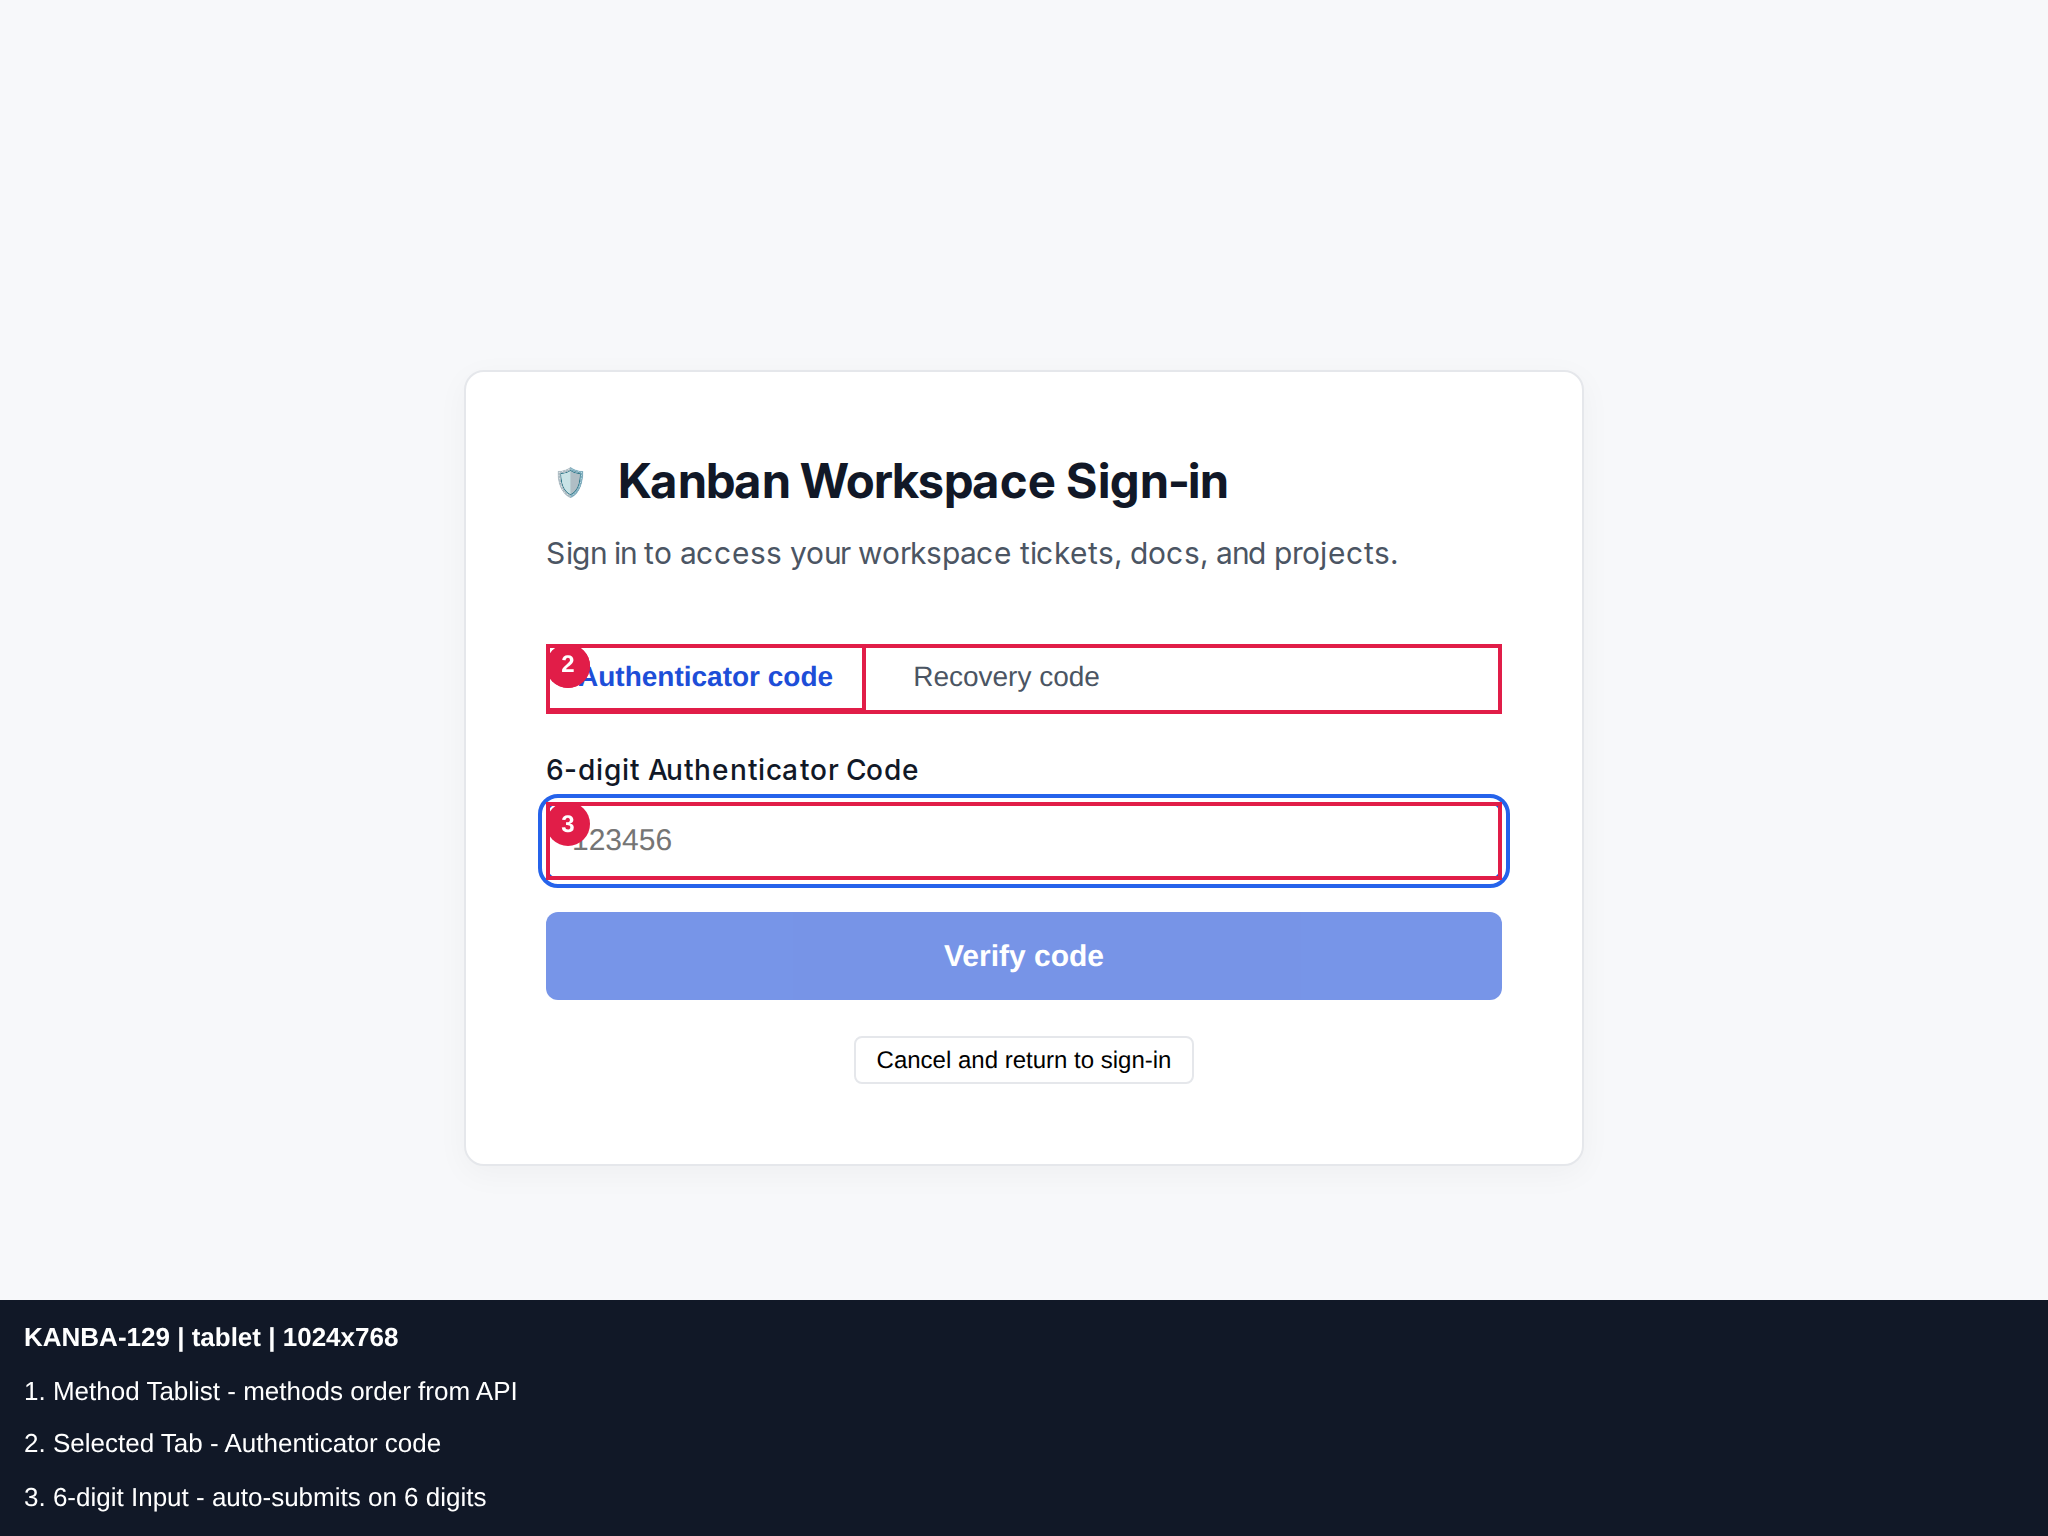 Kanban Workspace Sign-in
Sign in to access your workspace tickets, docs, and projects.
2
Authenticator code
Recovery code
6-digit Authenticator Code
3
123456
Verify code
Cancel and return to sign-in
KANBA-129 | tablet | 1024x768
1. Method Tablist - methods order from API
2. Selected Tab - Authenticator code
3. 6-digit Input - auto-submits on 6 digits